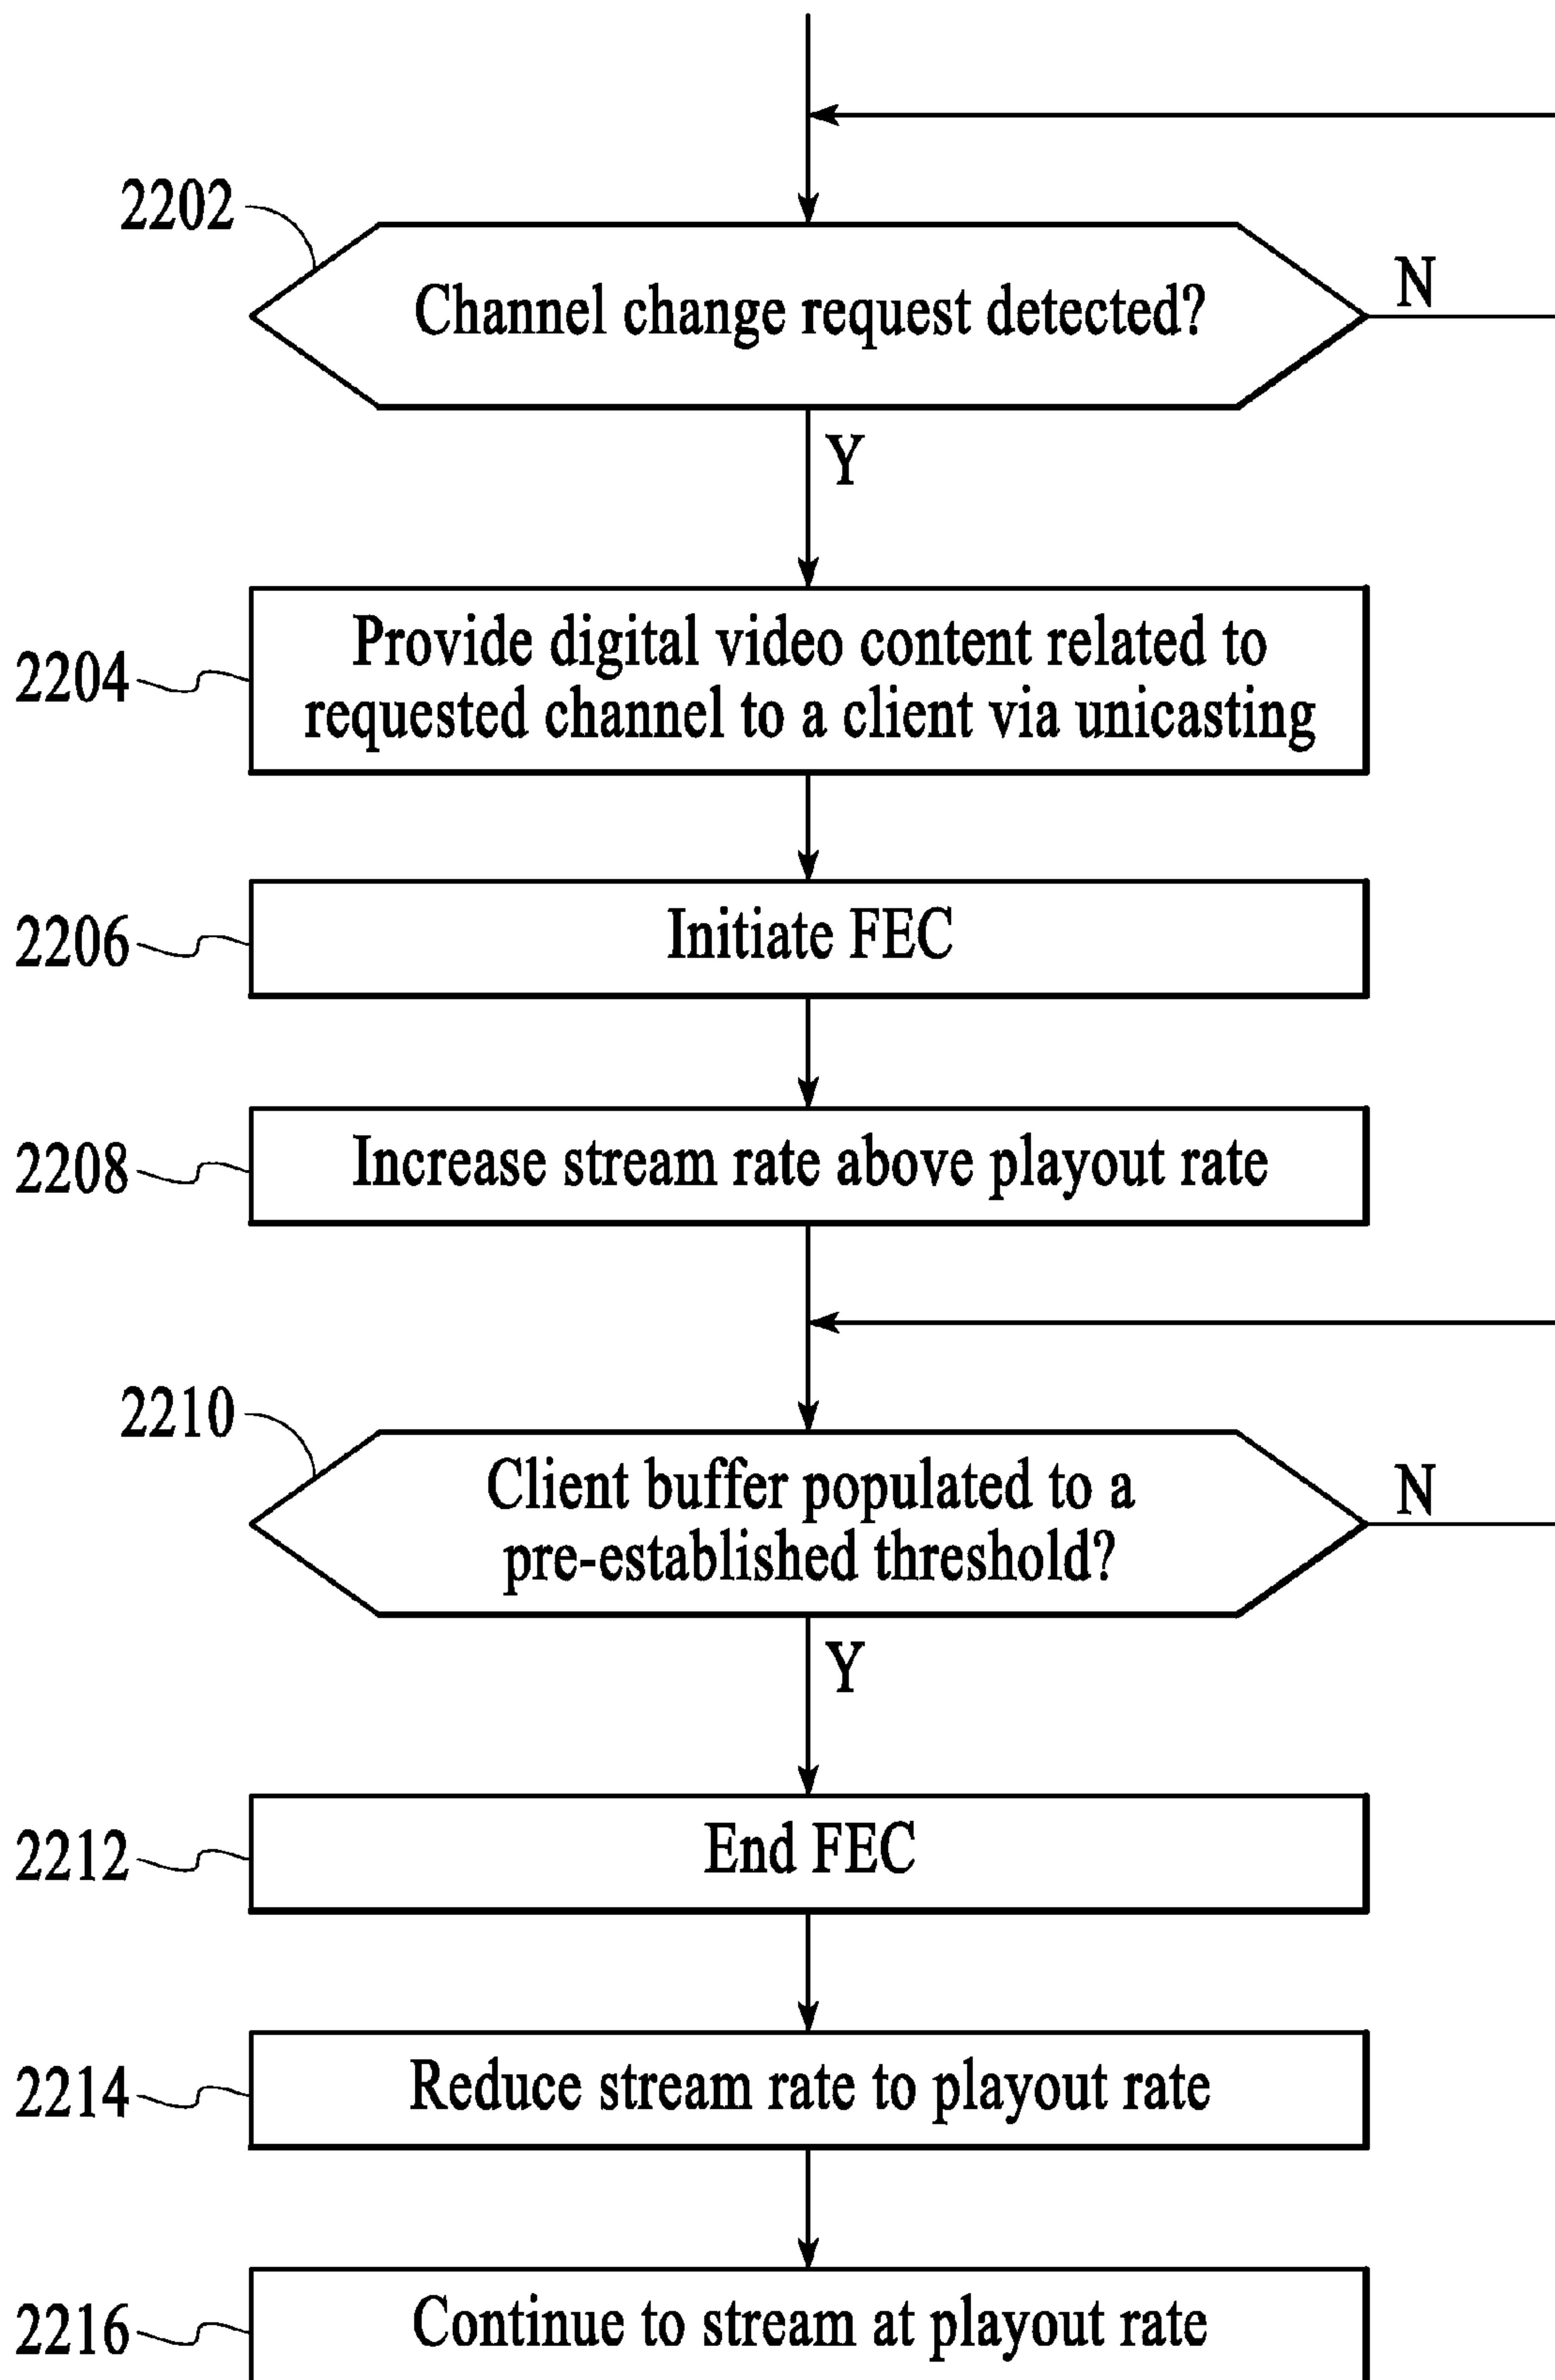 2202
Channel change request detected?
N
Y
2204
Provide digital video content related to
requested channel to a client via unicasting
2206
Initiate FEC
2208
Increase stream rate above playout rate
2210
Client buffer populated to a
pre-established threshold?
N
Y
2212
End FEC
2214
Reduce stream rate to playout rate
2216
Continue to stream at playout rate